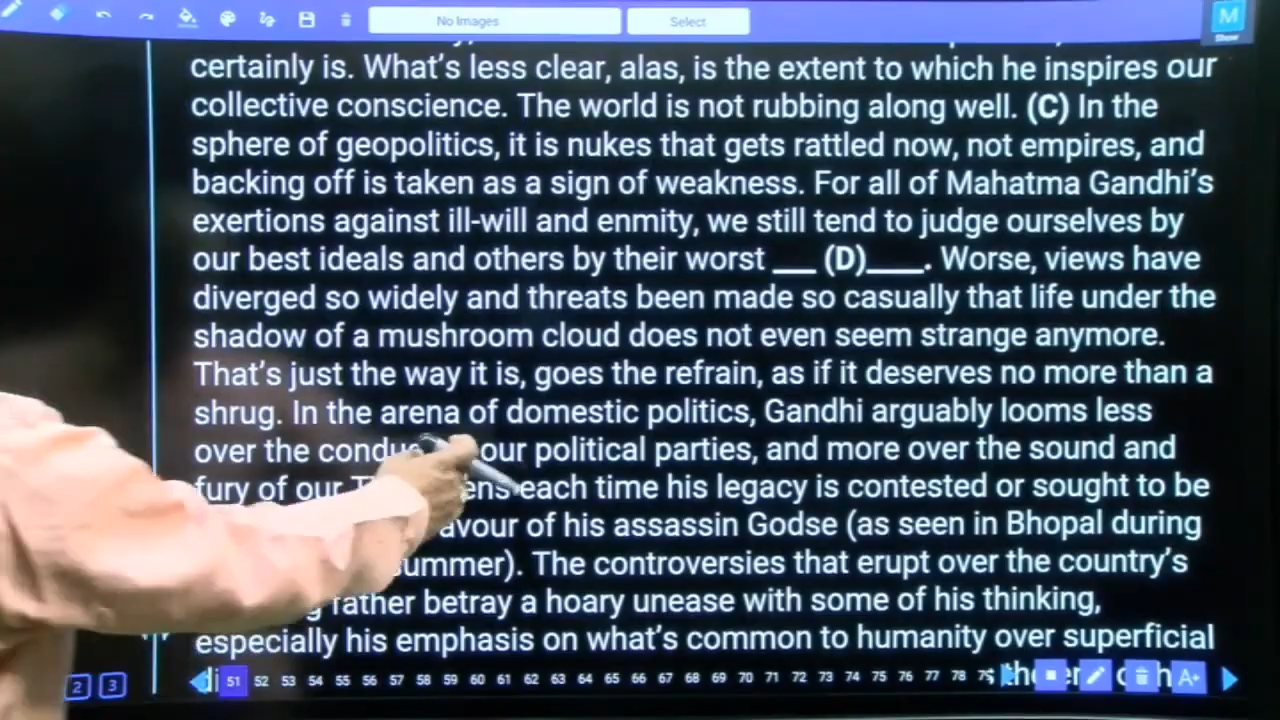 No Images Select M
Show
certainly is. What's less clear, alas, is the extent to which he inspires our
collective conscience. The world is not rubbing along well. (C) In the
sphere of geopolitics, it is nukes that gets rattled now, not empires, and
backing off is taken as a sign of weakness. For all of Mahatma Gandhi's
exertions against ill-will and enmity, we still tend to judge ourselves by
our best ideals and others by their worst ___ (D)____. Worse, views have
diverged so widely and threats been made so casually that life under the
shadow of a mushroom cloud does not even seem strange anymore.
That's just the way it is, goes the refrain, as if it deserves no more than a
shrug. In the arena of domestic politics, Gandhi arguably looms less
over the our political parties, and more over the sound and
fury of our each time his legacy is contested or sought to be
of his assassin Godse (as seen in Bhopal during
summer). The controversies that erupt over the country's
father betray a hoary unease with some of his thinking,
especially his emphasis on what's common to humanity over superficial
2 3 51 52 53 54 55 56 57 58 59 60 61 62 63 64 65 66 67 68 69 70 71 72 73 74 75 76 77 78 79 A+